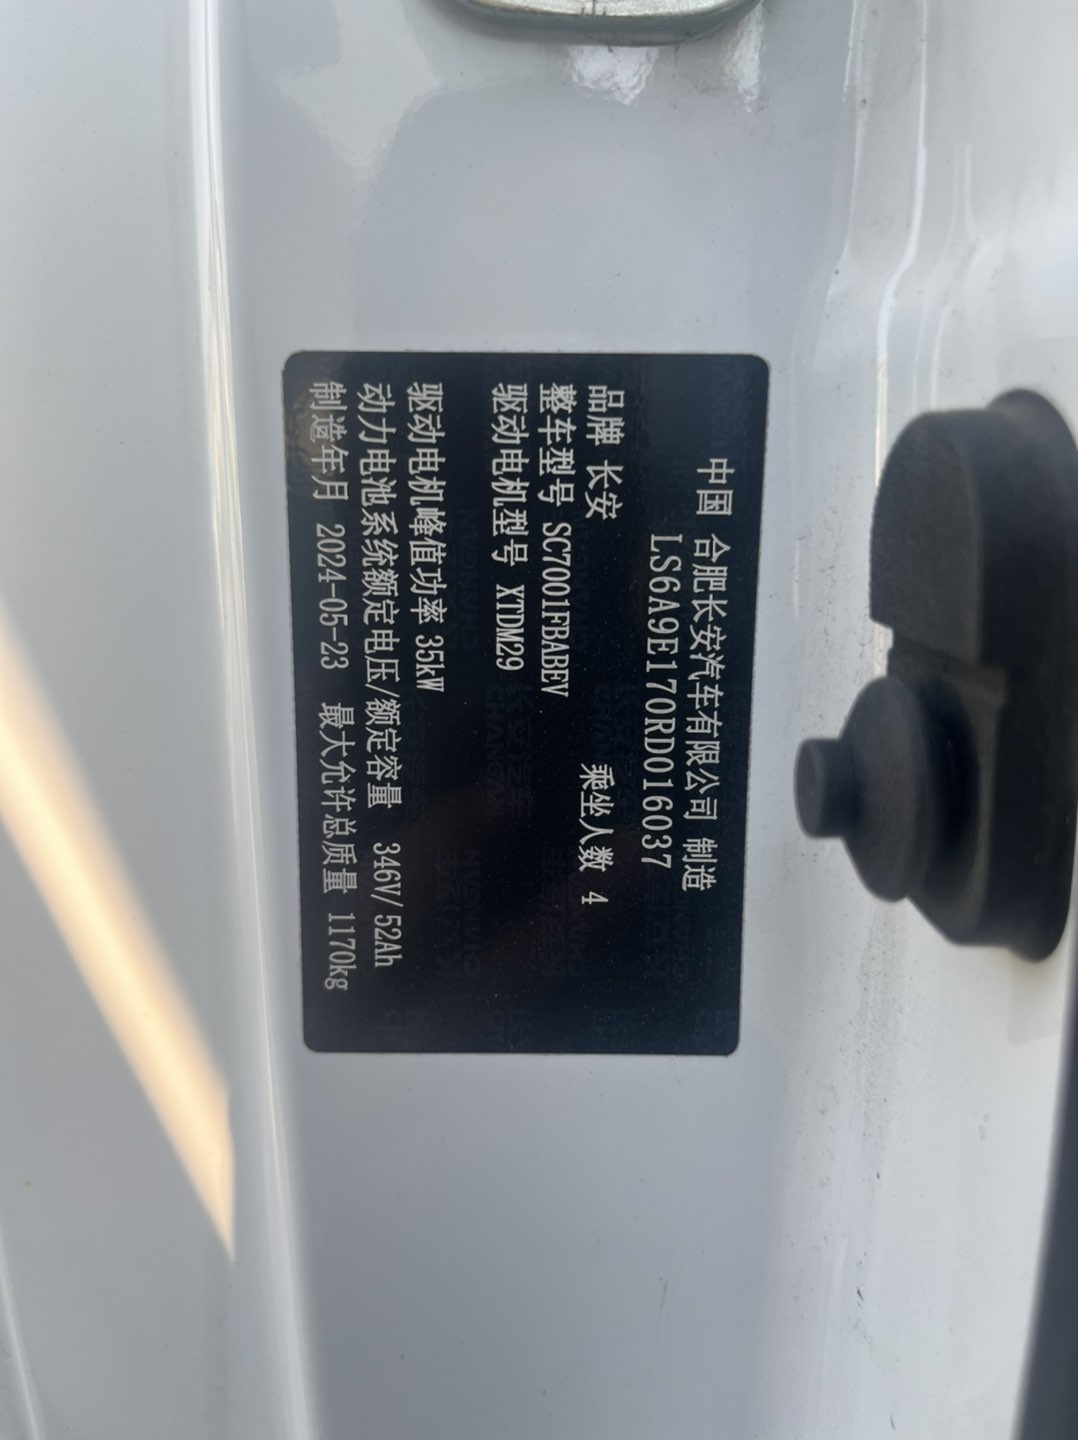 中国 合肥长安汽车有限公司 制造
LS6A9E170RD016037
品牌 长安 乘坐人数 4
整车型号 SC7001FBABEV
驱动电机型号 XTDM29
驱动电机峰值功率 35kW
动力电池系统额定电压/额定容量 346V/52Ah
制造年月 2024-05-23 最大允许总质量 1170kg